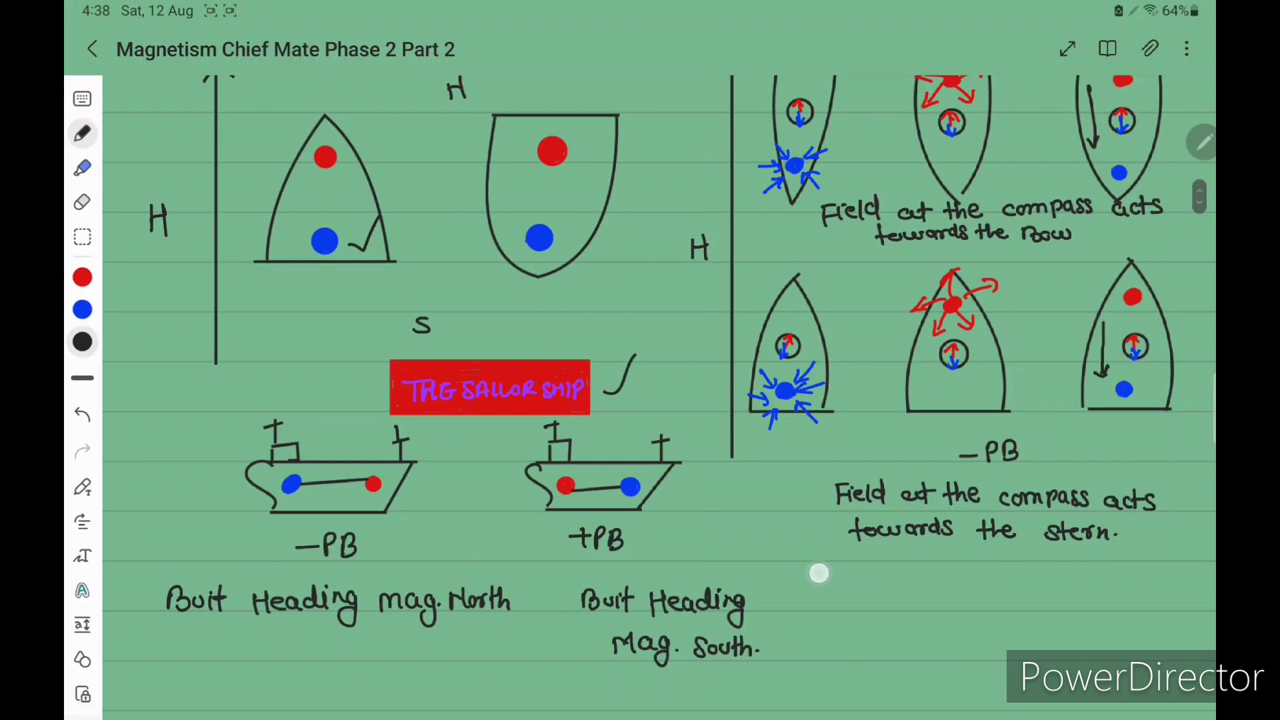 4:38 Sat, 12 Aug
64%
Magnetism Chief Mate Phase 2 Part 2
H
H
H
S
THE SAILOR SHIP
-PB
+PB
Buit Heading mag. North
Buit Heading
Mag. South.
Field at the compass acts
towards the Bow
-PB
Field at the compass acts
towards the stern.
PowerDirector